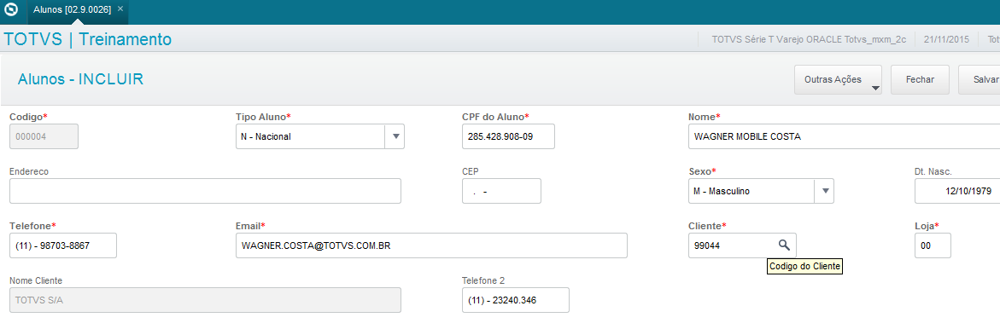 Alunos [02.9.0026] ×
TOTVS | Treinamento
TOTVS Série T Varejo ORACLE Totvs_mxm_2c 21/11/2015 Tot
Alunos - INCLUIR
Outras Ações Fechar Salvar
Codigo* Tipo Aluno* CPF do Aluno* Nome*
000004 N - Nacional 285.428.908-09 WAGNER MOBILE COSTA
Endereco CEP Sexo* Dt. Nasc.
. - M - Masculino 12/10/1979
Telefone* Email* Cliente* Loja*
(11) - 98703-8867 WAGNER.COSTA@TOTVS.COM.BR 99044 00
Codigo do Cliente
Nome Cliente Telefone 2
TOTVS S/A (11) - 23240.346